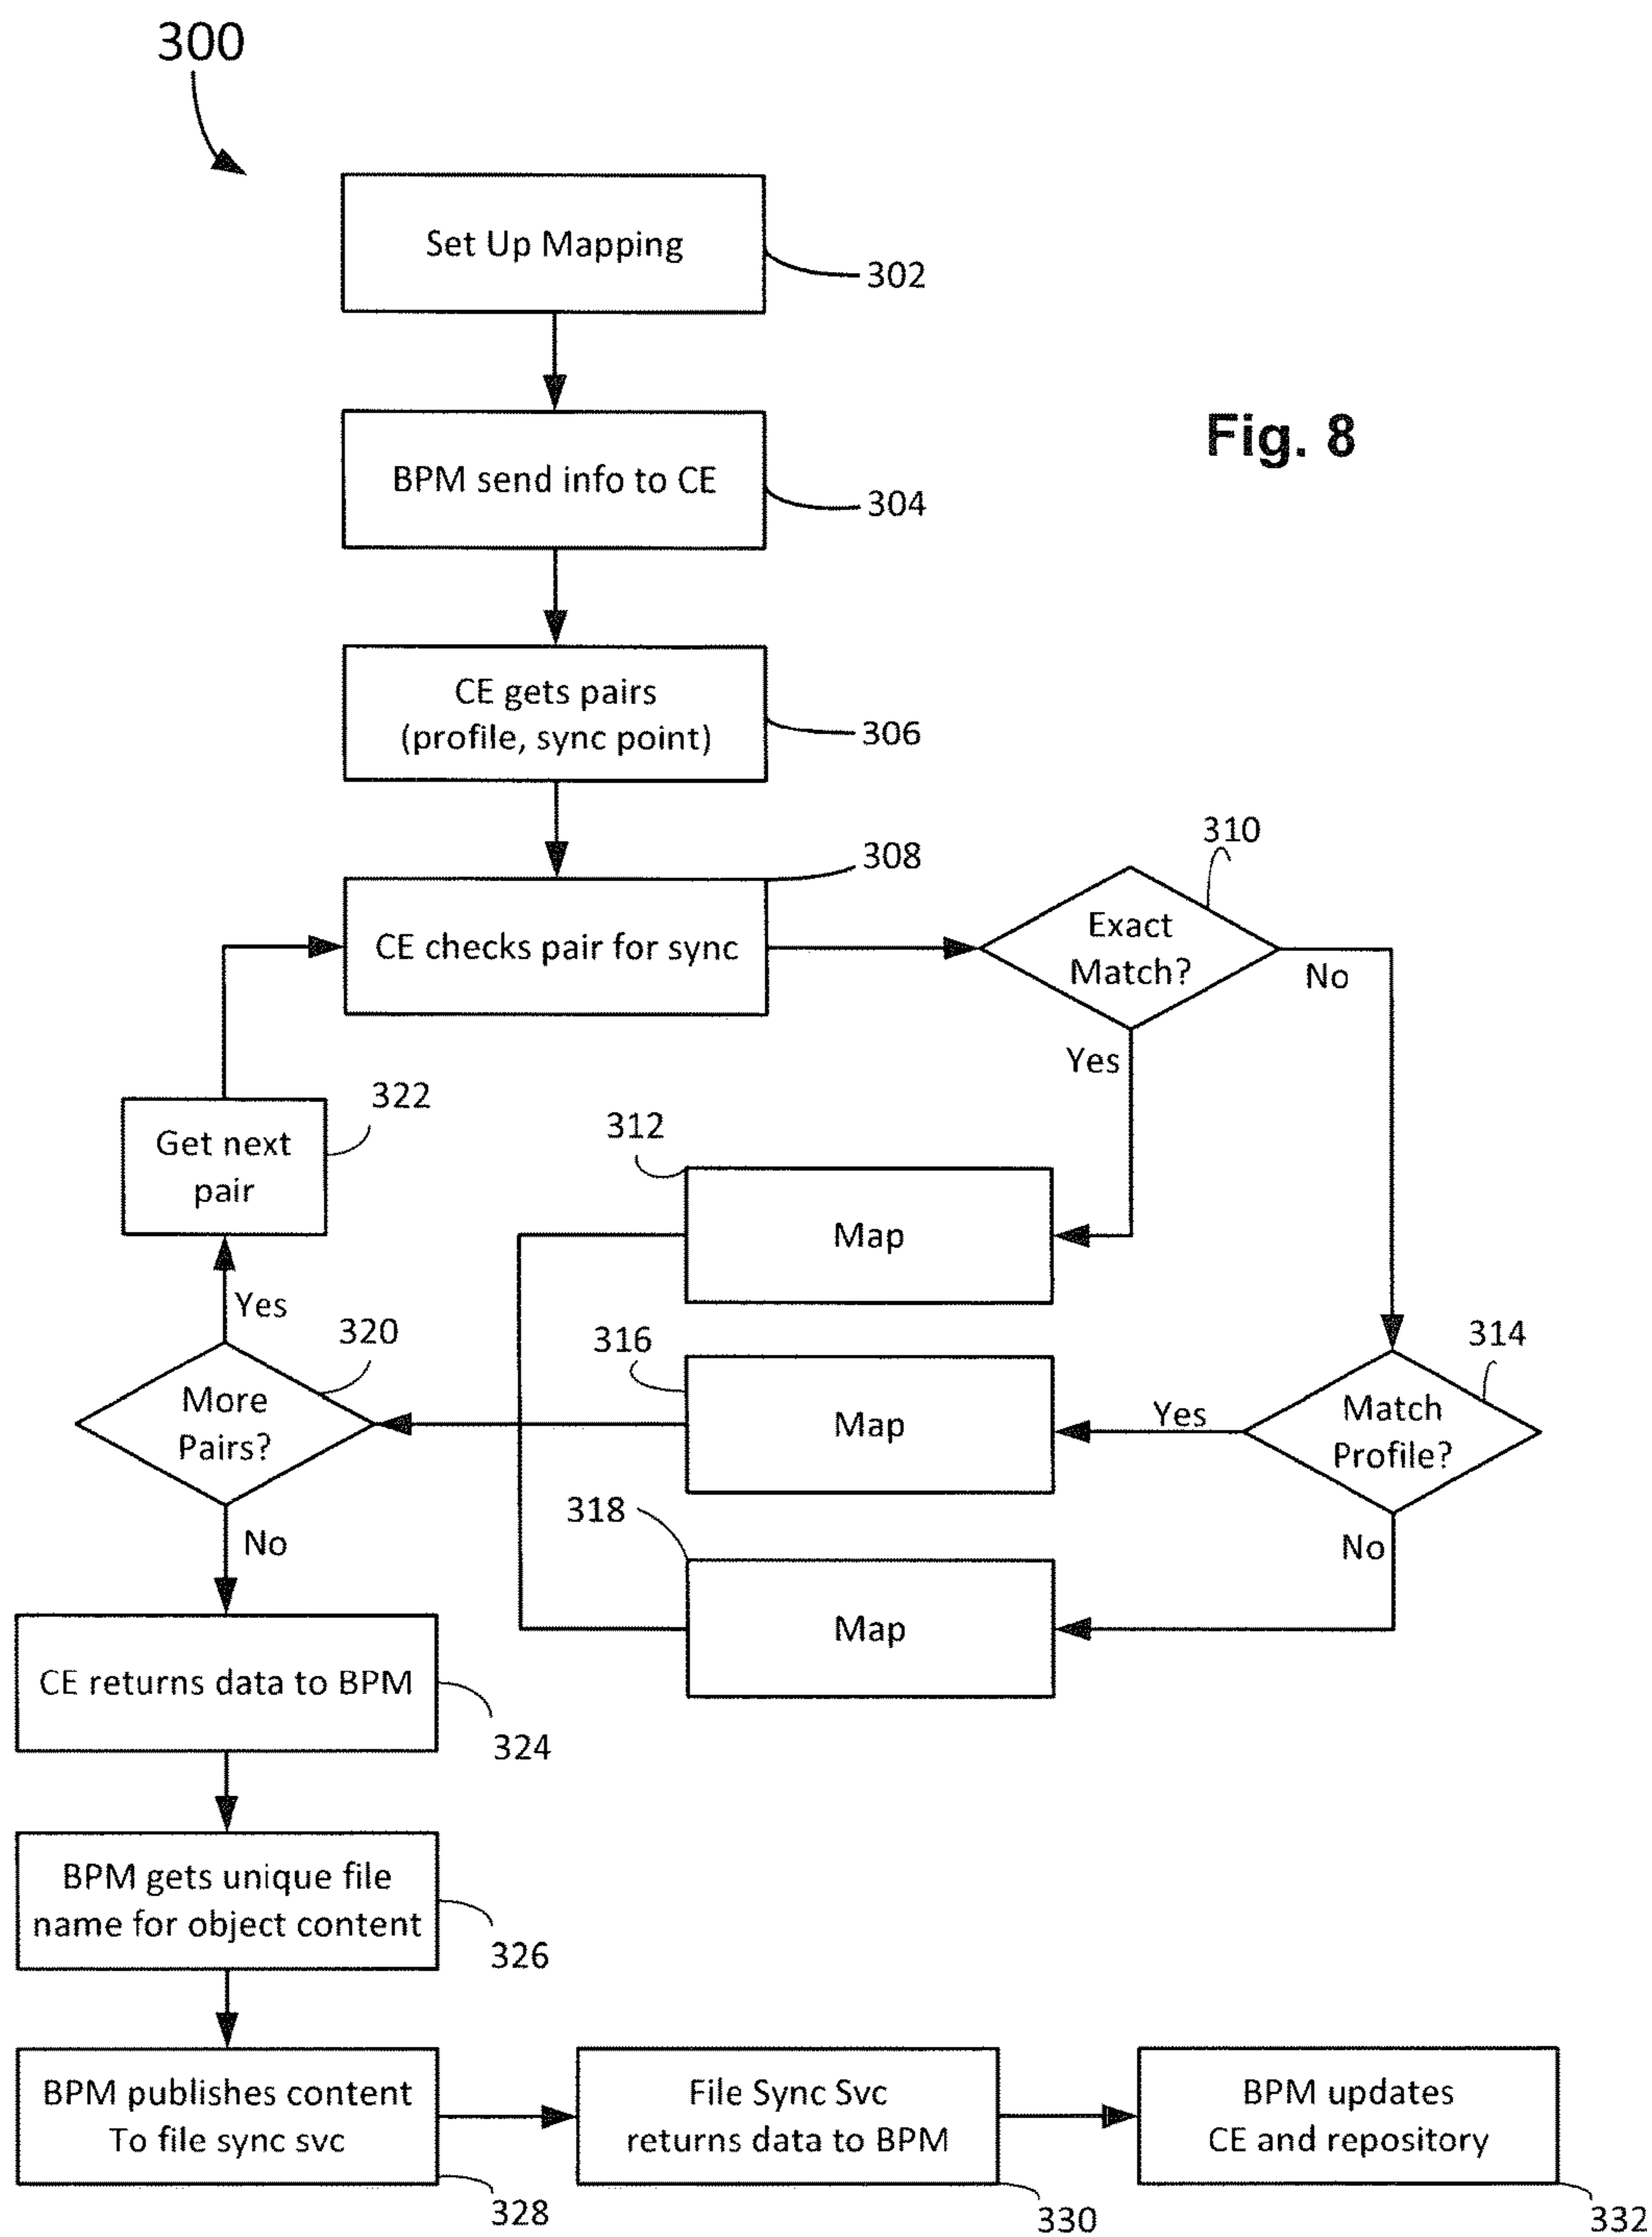 300
Set Up Mapping
302
Fig. 8
BPM send info to CE
304
CE gets pairs
(profile, sync point)
306
308
CE checks pair for sync
310
Exact
Match?
No
Yes
322
Get next
pair
312
Map
Yes
320
More
Pairs?
316
Map
Yes
314
Match
Profile?
No
318
Map
No
CE returns data to BPM
324
BPM gets unique file
name for object content
326
BPM publishes content
To file sync svc
328
File Sync Svc
returns data to BPM
330
BPM updates
CE and repository
332